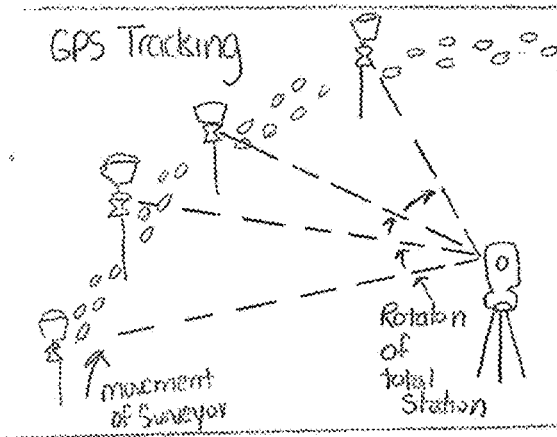 GPS Tracking
Rotation
of
total
Station
movement
of Surveyor